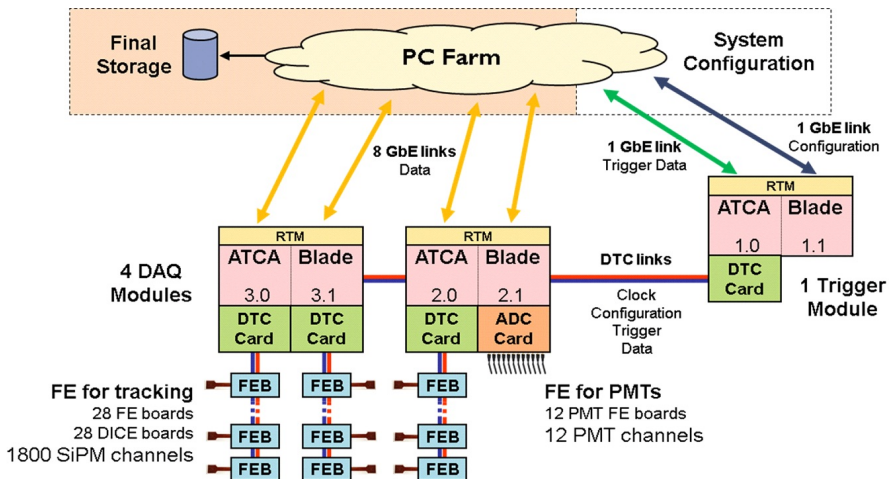 Final
Storage
PC Farm
System
Configuration
8 GbE links
Data
1 GbE link
Trigger Data
1 GbE link
Configuration
RTM
ATCA Blade
1.0 1.1
DTC
Card
1 Trigger
Module
4 DAQ
Modules
RTM
ATCA Blade
3.0 3.1
DTC
Card
DTC
Card
RTM
ATCA Blade
2.0 2.1
DTC
Card
ADC
Card
DTC links
Clock
Configuration
Trigger
Data
FE for tracking
28 FE boards
28 DICE boards
1800 SiPM channels
FEB FEB FEB
FEB FEB FEB
FEB FEB FEB
FE for PMTs
12 PMT FE boards
12 PMT channels